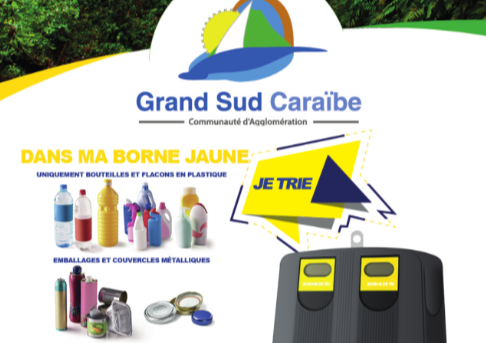 Grand Sud Caraïbe
Communauté d'Agglomération
DANS MA BORNE JAUNE
UNIQUEMENT BOUTEILLES ET FLACONS EN PLASTIQUE
JE TRIE
EMBALLAGES ET COUVERCLES MÉTALLIQUES